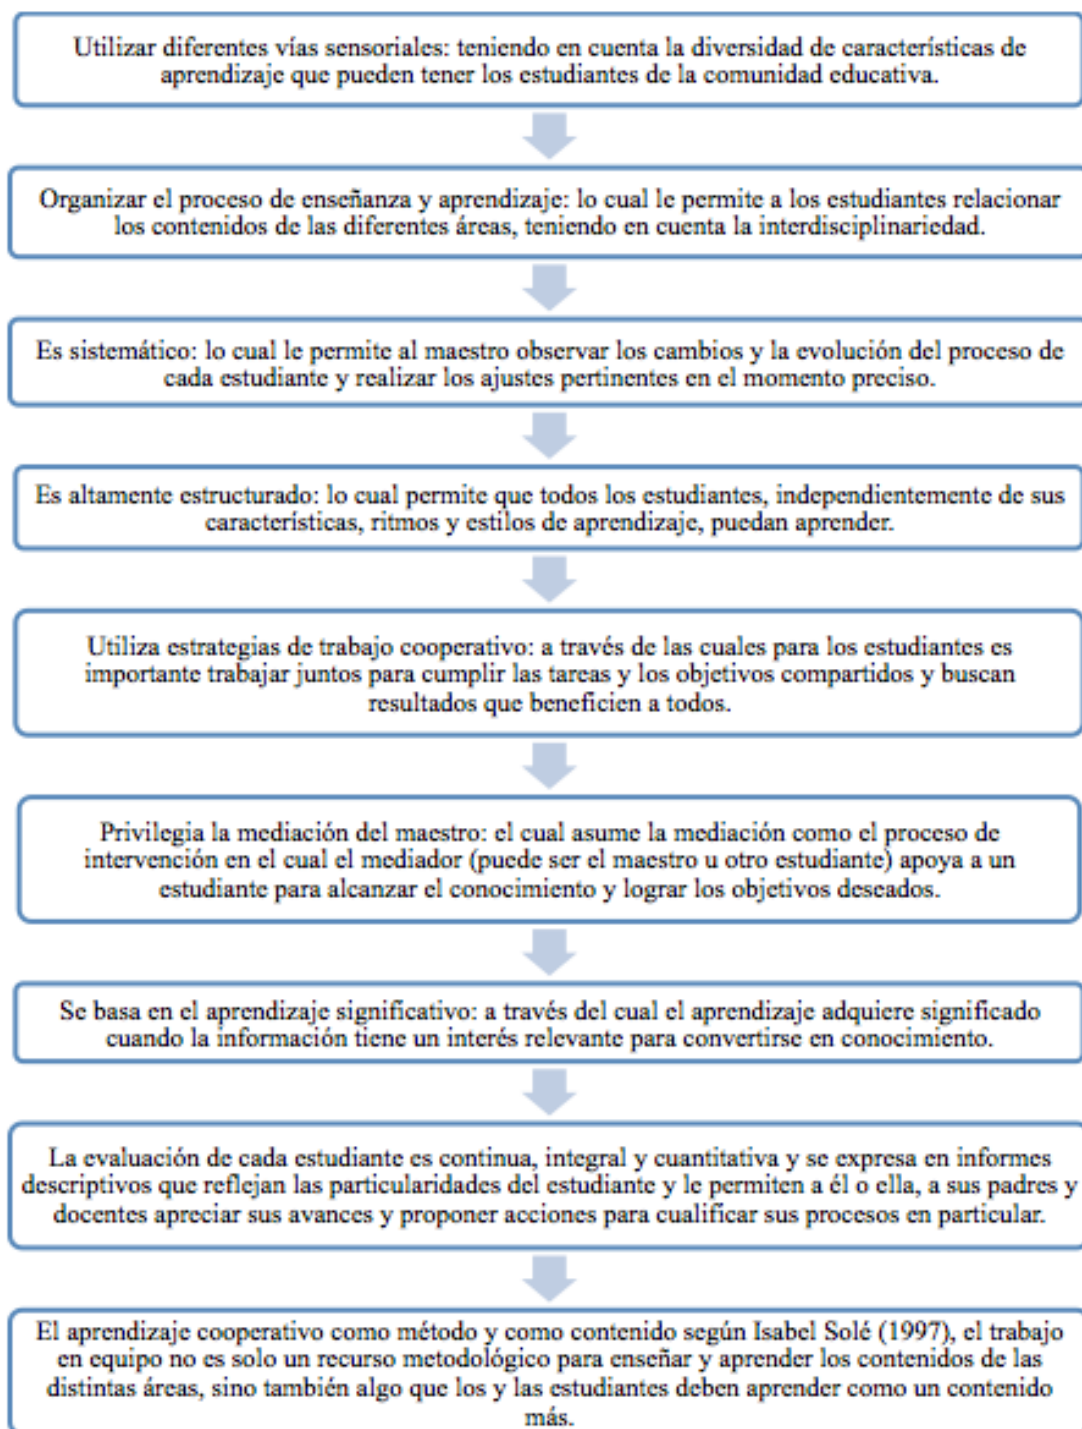 Utilizar diferentes vías sensoriales: teniendo en cuenta la diversidad de características de
aprendizaje que pueden tener los estudiantes de la comunidad educativa.
Organizar el proceso de enseñanza y aprendizaje: lo cual le permite a los estudiantes relacionar
los contenidos de las diferentes áreas, teniendo en cuenta la interdisciplinariedad.
Es sistemático: lo cual le permite al maestro observar los cambios y la evolución del proceso de
cada estudiante y realizar los ajustes pertinentes en el momento preciso.
Es altamente estructurado: lo cual permite que todos los estudiantes, independientemente de sus
características, ritmos y estilos de aprendizaje, puedan aprender.
Utiliza estrategias de trabajo cooperativo: a través de las cuales para los estudiantes es
importante trabajar juntos para cumplir las tareas y los objetivos compartidos y buscan
resultados que beneficien a todos.
Privilegia la mediación del maestro: el cual asume la mediación como el proceso de
intervención en el cual el mediador (puede ser el maestro u otro estudiante) apoya a un
estudiante para alcanzar el conocimiento y lograr los objetivos deseados.
Se basa en el aprendizaje significativo: a través del cual el aprendizaje adquiere significado
cuando la información tiene un interés relevante para convertirse en conocimiento.
La evaluación de cada estudiante es continua, integral y cuantitativa y se expresa en informes
descriptivos que reflejan las particularidades del estudiante y le permiten a él o ella, a sus padres y
docentes apreciar sus avances y proponer acciones para cualificar sus procesos en particular.
El aprendizaje cooperativo como método y como contenido según Isabel Solé (1997), el trabajo
en equipo no es solo un recurso metodológico para enseñar y aprender los contenidos de las
distintas áreas, sino también algo que los y las estudiantes deben aprender como un contenido
más.